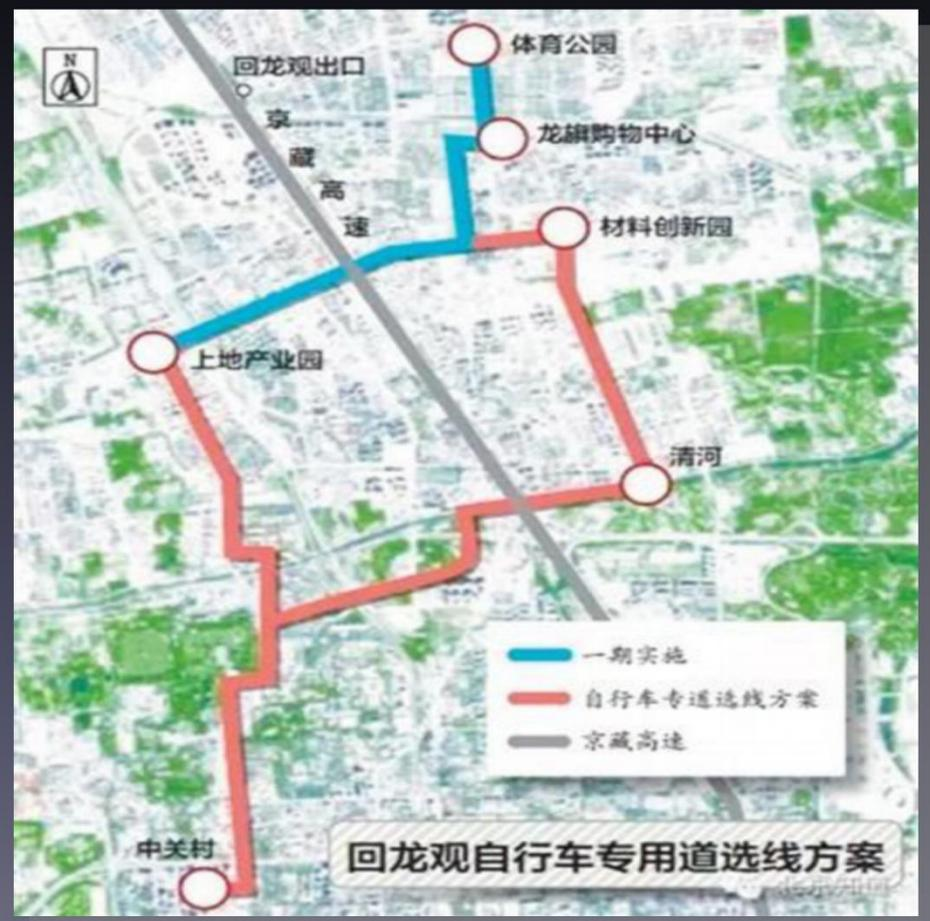 体育公园
N
回龙观出口
京
藏
高
速
龙旗购物中心
材料创新园
上地产业园
清河
一期实施
自行车专道选线方案
京藏高速
中关村
回龙观自行车专用道选线方案